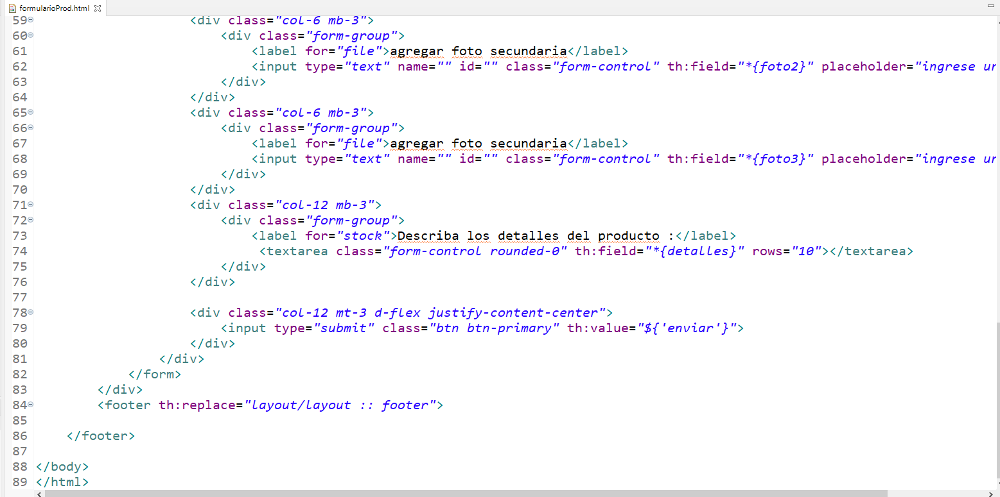 formularioProd.html
59 <div class="col-6 mb-3">
60 <div class="form-group">
61 <label for="file">agregar foto secundaria</label>
62 <input type="text" name="" id="" class="form-control" th:field="*{foto2}" placeholder="ingrese
63 </div>
64 </div>
65 <div class="col-6 mb-3">
66 <div class="form-group">
67 <label for="file">agregar foto secundaria</label>
68 <input type="text" name="" id="" class="form-control" th:field="*{foto3}" placeholder="ingrese
69 </div>
70 </div>
71 <div class="col-12 mb-3">
72 <div class="form-group">
73 <label for="stock">Describa los detalles del producto :</label>
74 <textarea class="form-control rounded-0" th:field="*{detalles}" rows="10"></textarea>
75 </div>
76 </div>
77
78 <div class="col-12 mt-3 d-flex justify-content-center">
79 <input type="submit" class="btn btn-primary" th:value="${'enviar'}">
80 </div>
81 </div>
82 </form>
83 </div>
84 <footer th:replace="layout/layout :: footer">
85
86 </footer>
87
88 </body>
89 </html>